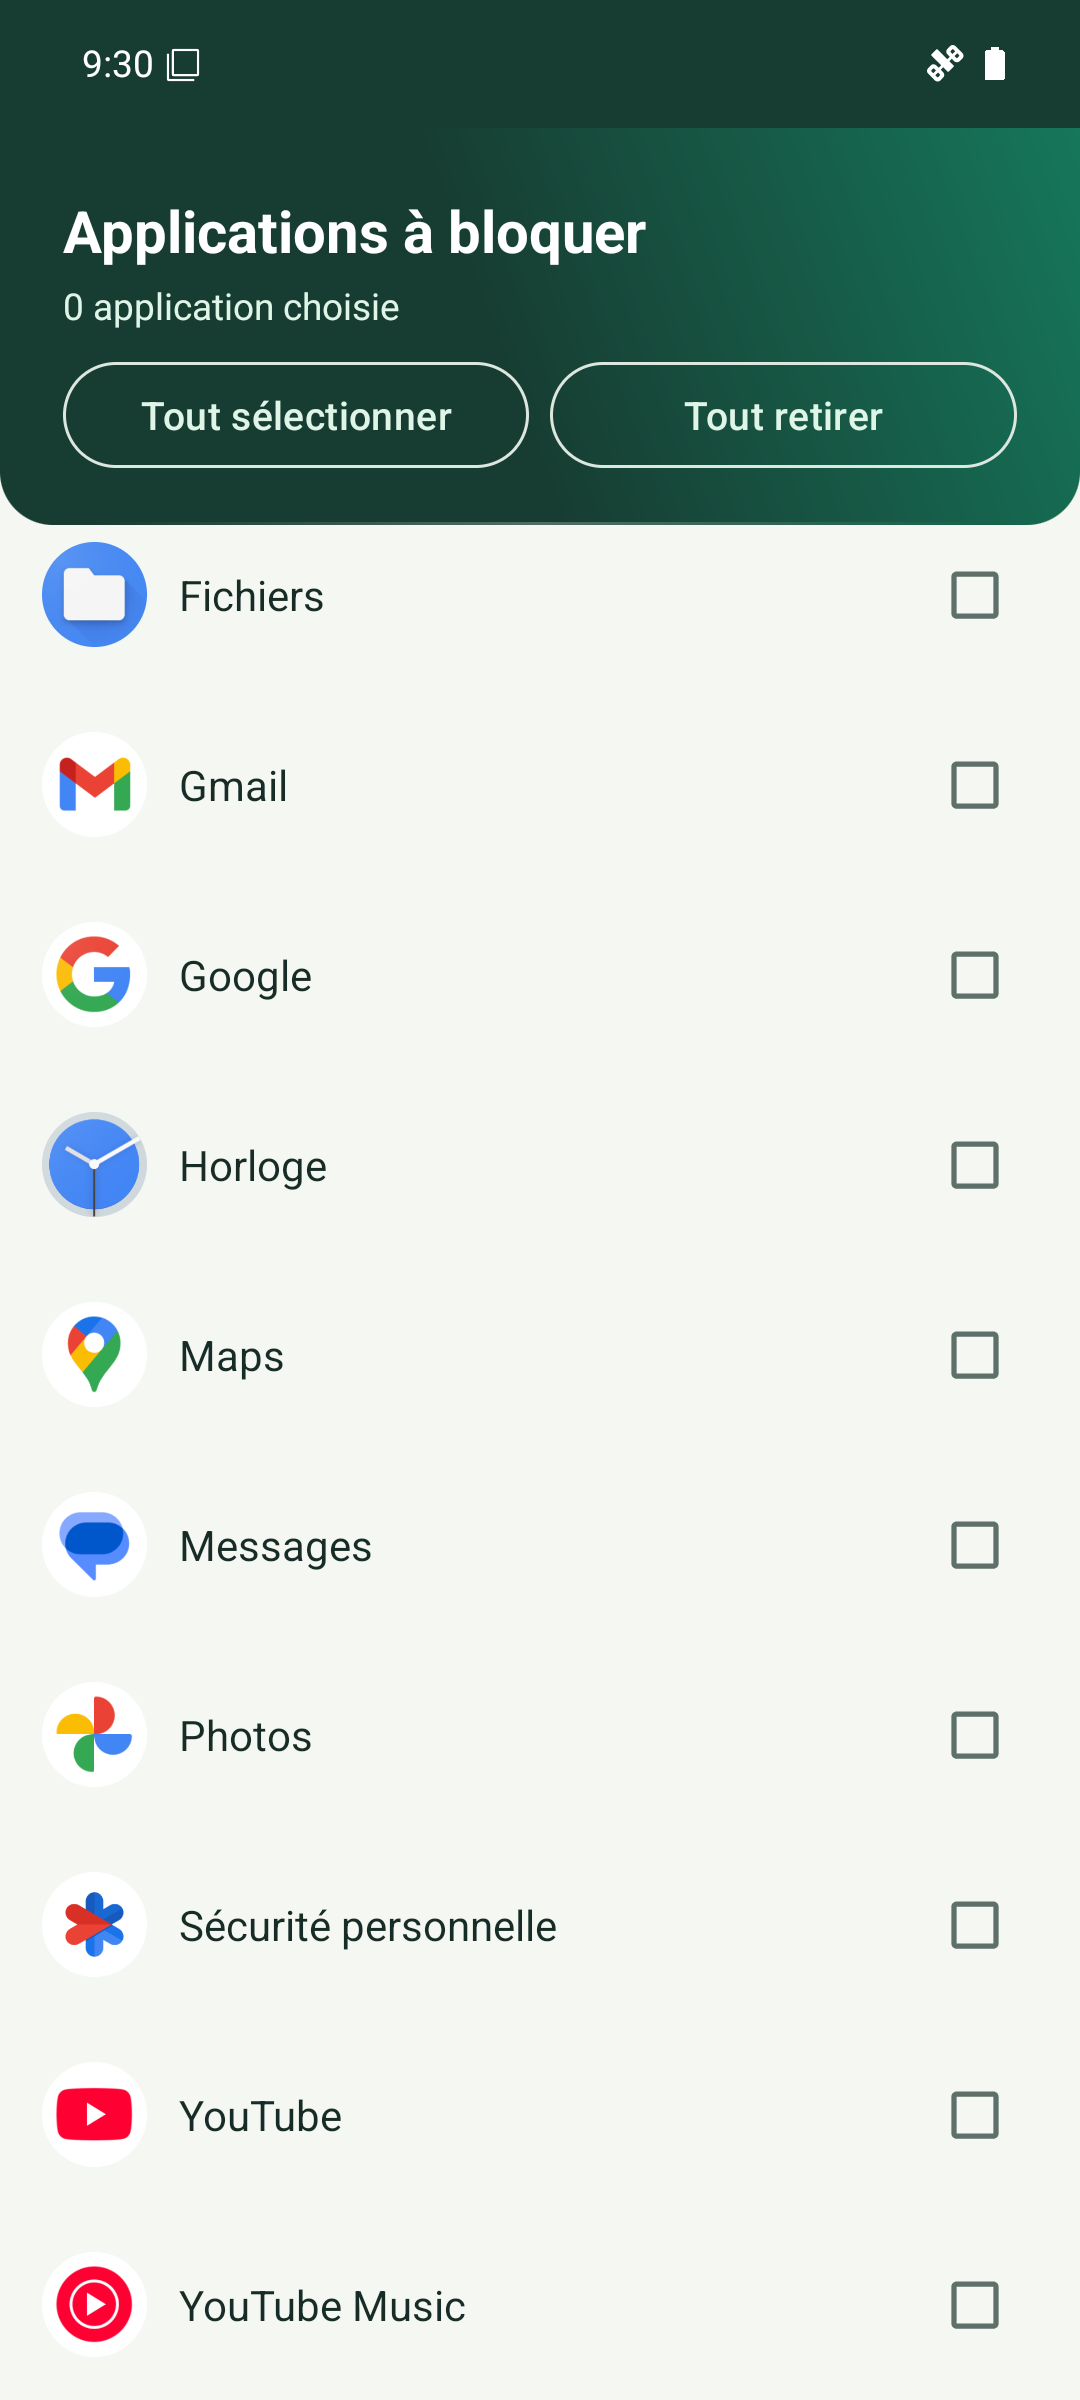 9:30
Applications à bloquer
0 application choisie
Tout sélectionner
Tout retirer
Fichiers
Gmail
Google
Horloge
Maps
Messages
Photos
Sécurité personnelle
YouTube
YouTube Music